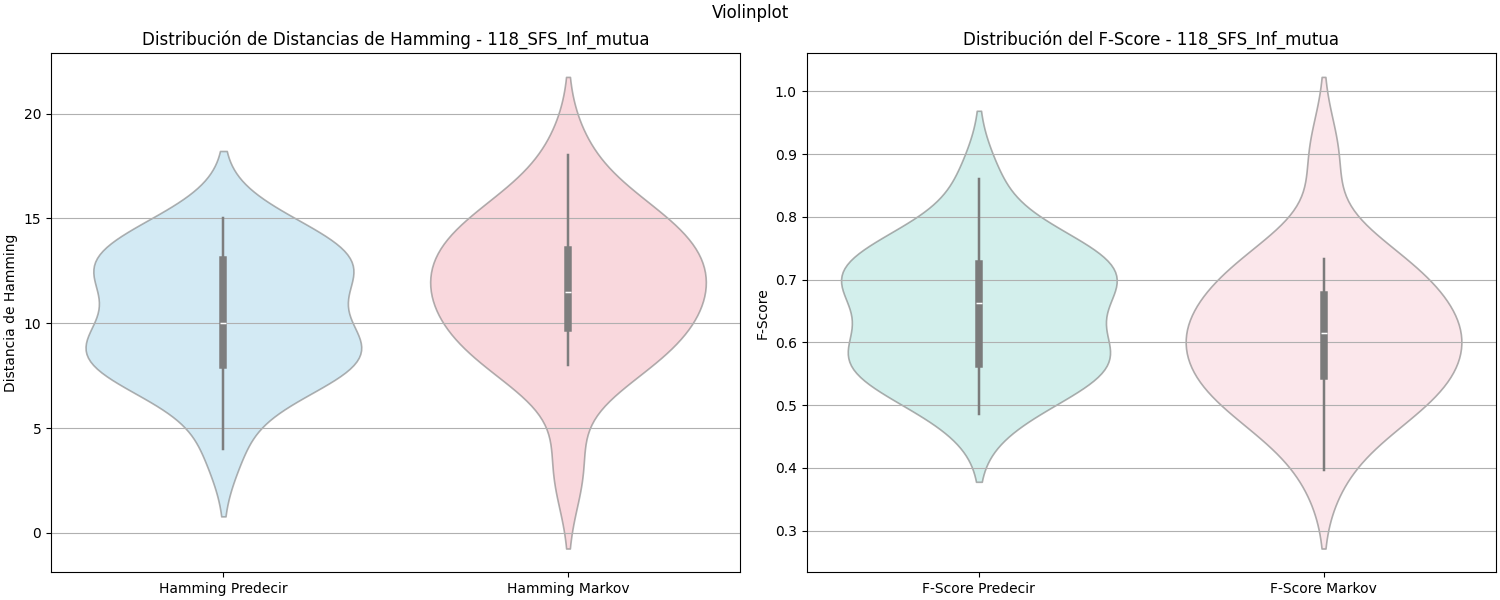 Violinplot
Distribución de Distancias de Hamming - 118_SFS_Inf_mutua
Distancia de Hamming
20
15
10
5
0
Hamming Predecir
Hamming Markov
Distribución del F-Score - 118_SFS_Inf_mutua
F-Score
1.0
0.9
0.8
0.7
0.6
0.5
0.4
0.3
F-Score Predecir
F-Score Markov